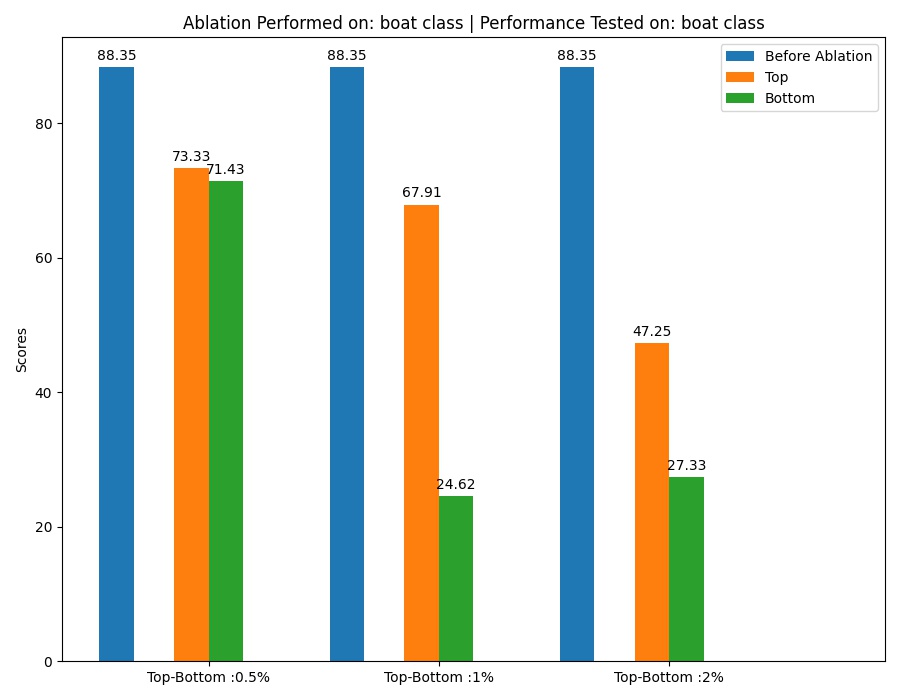 Ablation Performed on: boat class | Performance Tested on: boat class
Before Ablation
Top
Bottom
88.35
88.35
88.35
73.33
71.43
67.91
24.62
47.25
27.33
Scores
80
60
40
20
0
Top-Bottom :0.5%
Top-Bottom :1%
Top-Bottom :2%